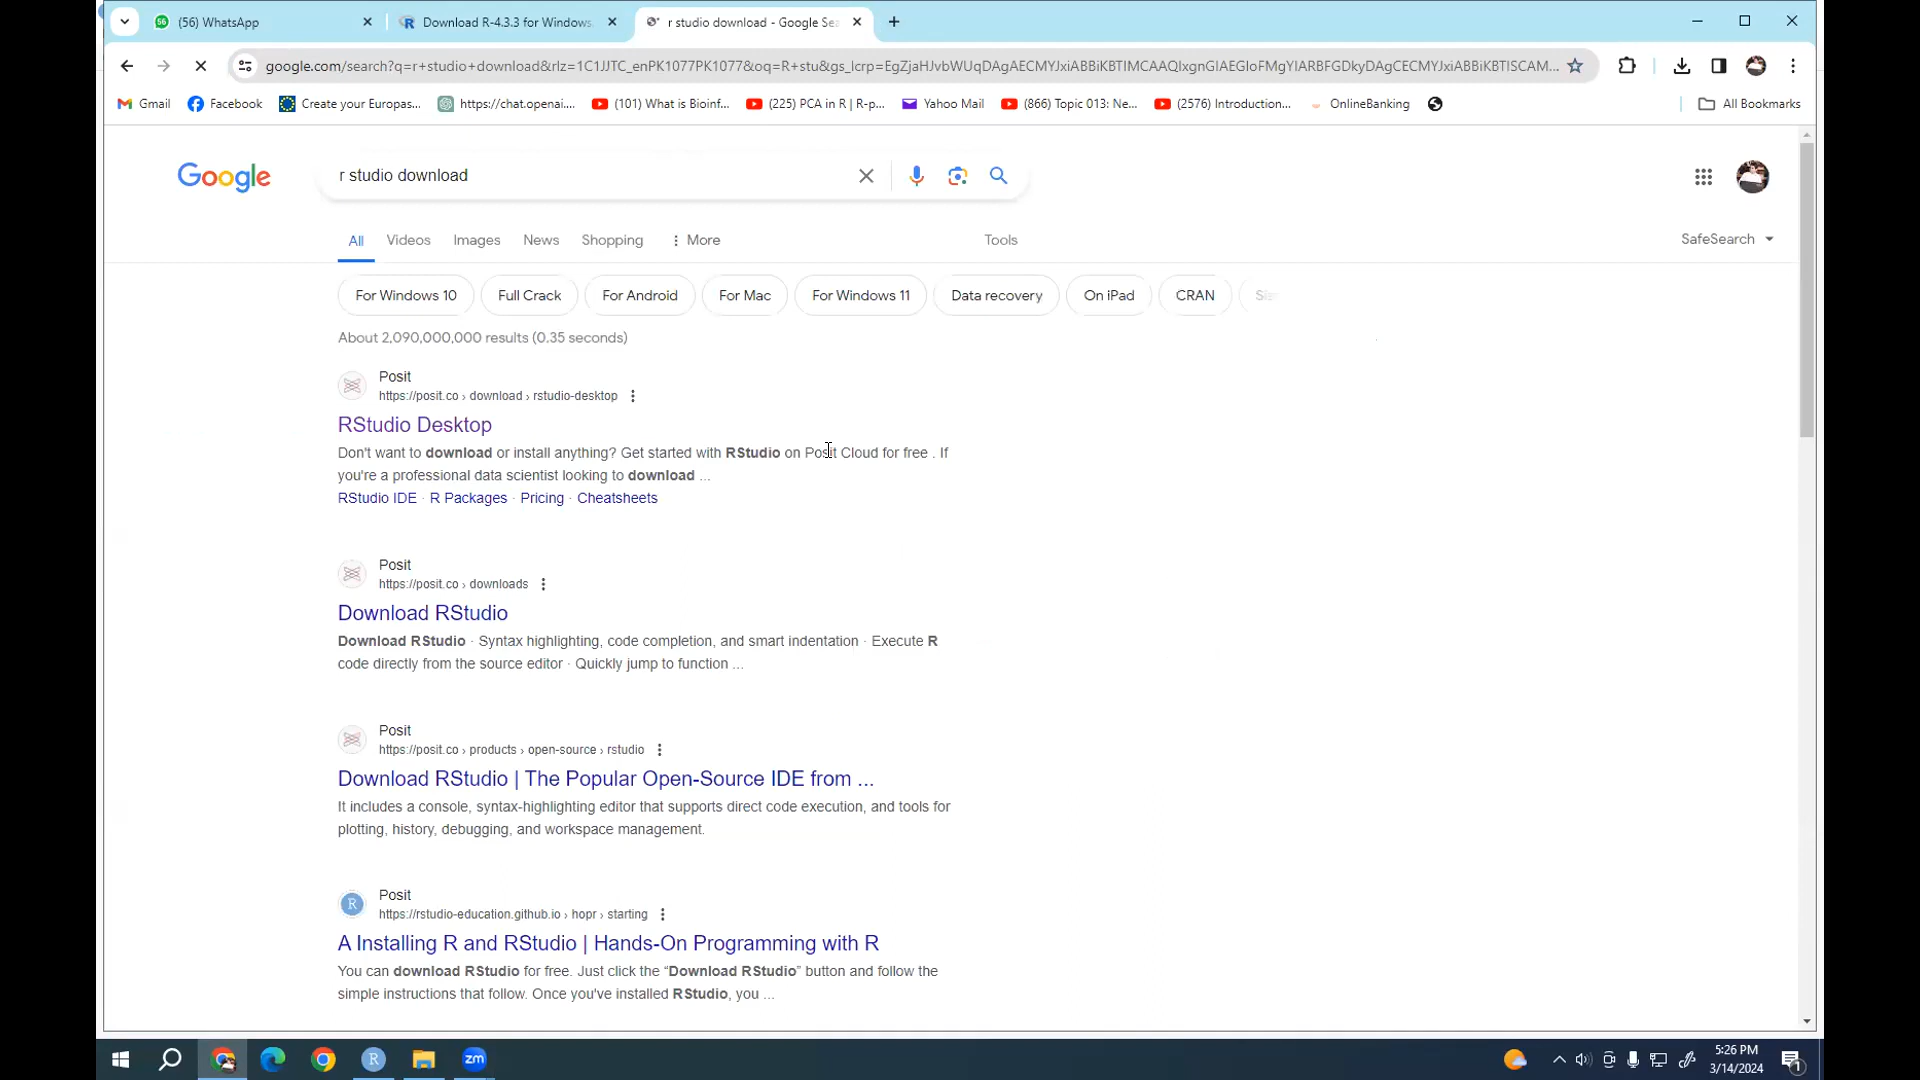 (56) WhatsApp
Download R-4.3.3 for Windows.
r studio download - Google Sea
google.com/search?q=r+studio+download&rlz=1C1JJTC_enPK1077PK1077&oq=R+stu&gs_lcrp=
Gmail
Facebook
Create your Europas...
https://chat.openai....
(101) What is Bioinf...
(225) PCA in R | R-p...
Yahoo Mail
(866) Topic 013: Ne...
(2576) Introduction...
OnlineBanking
All Bookmarks
Google
r studio download
All
Videos
Images
News
Shopping
More
Tools
SafeSearch
For Windows 10
Full Crack
For Android
For Mac
For Windows 11
Data recovery
On iPad
CRAN
About 2,090,000,000 results (0.35 seconds)
Posit
https://posit.co › download › rstudio-desktop
RStudio Desktop
Don't want to download or install anything? Get started with RStudio on Posit Cloud for free . If
you're a professional data scientist looking to download ...
RStudio IDE · R Packages · Pricing · Cheatsheets
Posit
https://posit.co › downloads
Download RStudio
Download RStudio · Syntax highlighting, code completion, and smart indentation · Execute R
code directly from the source editor · Quickly jump to function ...
Posit
https://posit.co › products › open-source › rstudio
Download RStudio | The Popular Open-Source IDE from ...
It includes a console, syntax-highlighting editor that supports direct code execution, and tools for
plotting, history, debugging, and workspace management.
R
Posit
https://rstudio-education.github.io › hopr › starting
A Installing R and RStudio | Hands-On Programming with R
You can download RStudio for free. Just click the “Download RStudio” button and follow the
simple instructions that follow. Once you've installed RStudio, you ...
R
zm
5:26 PM
3/14/2024
1